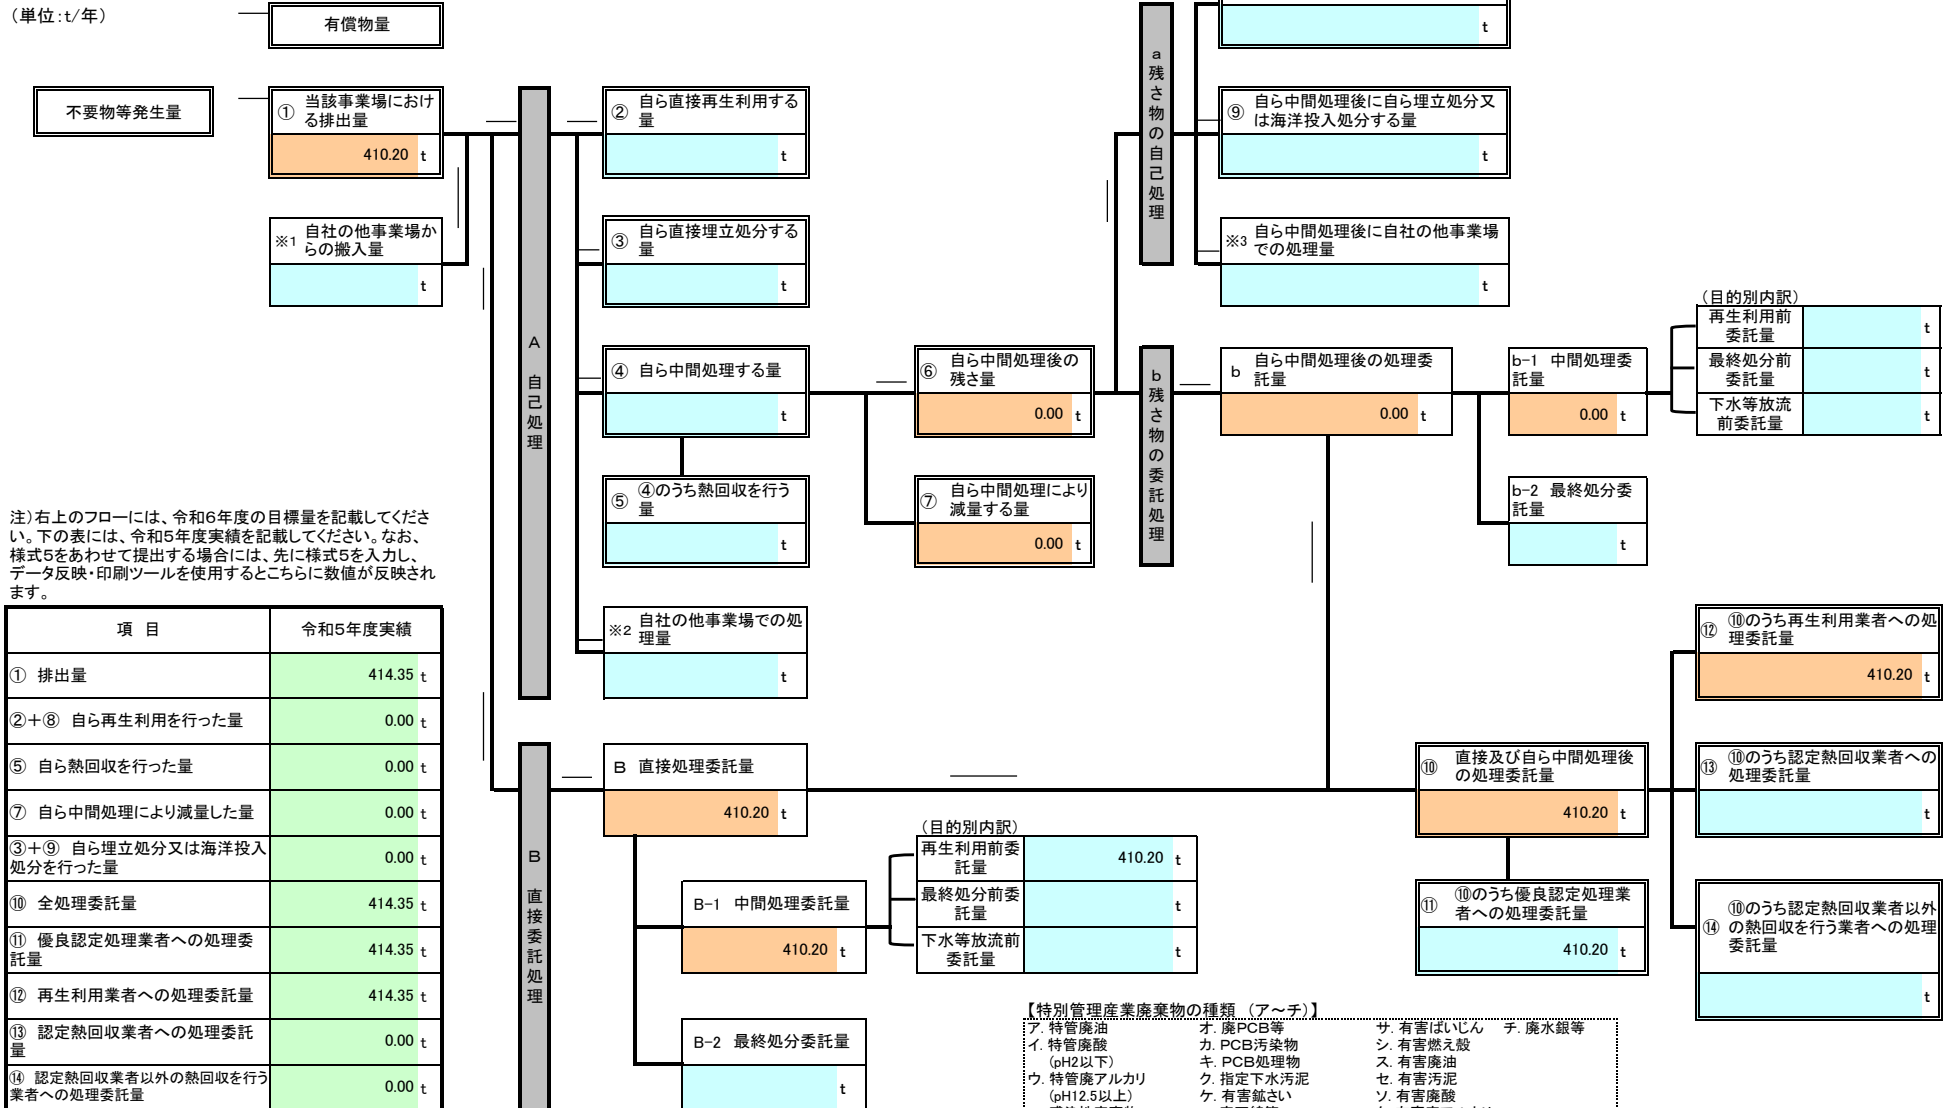 （単位：t/年）
有償物量
t
不要物等発生量
① 当該事業場におけ
る排出量
410.20 t
※1 自社の他事業場か
らの搬入量
t
A 自己処理
② 自ら直接再生利用する
量
t
③ 自ら直接埋立処分する
量
t
④ 自ら中間処理する量
t
⑤ ④のうち熱回収を行う
量
t
※2 自社の他事業場での処
理量
t
⑥ 自ら中間処理後の
残さ量
0.00 t
⑦ 自ら中間処理により
減量する量
0.00 t
a 残さ物の自己処理
⑨ 自ら中間処理後に自ら埋立処分又
は海洋投入処分する量
t
※3 自ら中間処理後に自社の他事業場
での処理量
t
b 残さ物の委託処理
b 自ら中間処理後の処理委
託量
0.00 t
b-1 中間処理委
託量
0.00 t
b-2 最終処分委
託量
t
（目的別内訳）
再生利用前
委託量
t
最終処分前
委託量
t
下水等放流
前委託量
t
注）右上のフローには、令和6年度の目標量を記載してくださ
い。下の表には、令和5年度実績を記載してください。なお、
様式5をあわせて提出する場合には、先に様式5を入力し、
データ反映・印刷ツールを使用するとこちらに数値が反映され
ます。
項 目 令和5年度実績
① 排出量 414.35 t
②＋⑧ 自ら再生利用を行った量 0.00 t
⑤ 自ら熱回収を行った量 0.00 t
⑦ 自ら中間処理により減量した量 0.00 t
③＋⑨ 自ら埋立処分又は海洋投入
処分を行った量 0.00 t
⑩ 全処理委託量 414.35 t
⑪ 優良認定処理業者への処理委
託量 414.35 t
⑫ 再生利用業者への処理委託量 414.35 t
⑬ 認定熱回収業者への処理委託
量 0.00 t
⑭ 認定熱回収業者以外の熱回収を行う
業者への処理委託量 0.00 t
B 直接委託処理
B 直接処理委託量
410.20 t
B-1 中間処理委託量
410.20 t
B-2 最終処分委託量
t
（目的別内訳）
再生利用前委
託量
410.20 t
最終処分前委
託量
t
下水等放流前
委託量
t
⑩ 直接及び自ら中間処理後
の処理委託量
410.20 t
⑪ ⑩のうち優良認定処理業
者への処理委託量
410.20 t
⑫ ⑩のうち再生利用業者への処
理委託量
410.20 t
⑬ ⑩のうち認定熱回収業者への
処理委託量
t
⑭ ⑩のうち認定熱回収業者以外
の熱回収を行う業者への処理
委託量
t
【特別管理産業廃棄物の種類 （ア～チ）】
ア. 特管廃油 オ. 廃PCB等 サ. 有害ばいじん チ. 廃水銀等
イ. 特管廃酸 カ. PCB汚染物 シ. 有害燃え殻
(pH2以下) キ. PCB処理物 ス. 有害廃油
ウ. 特管廃アルカリ ク. 指定下水汚泥 セ. 有害汚泥
(pH12.5以上) ケ. 有害鉱さい ソ. 有害廃酸